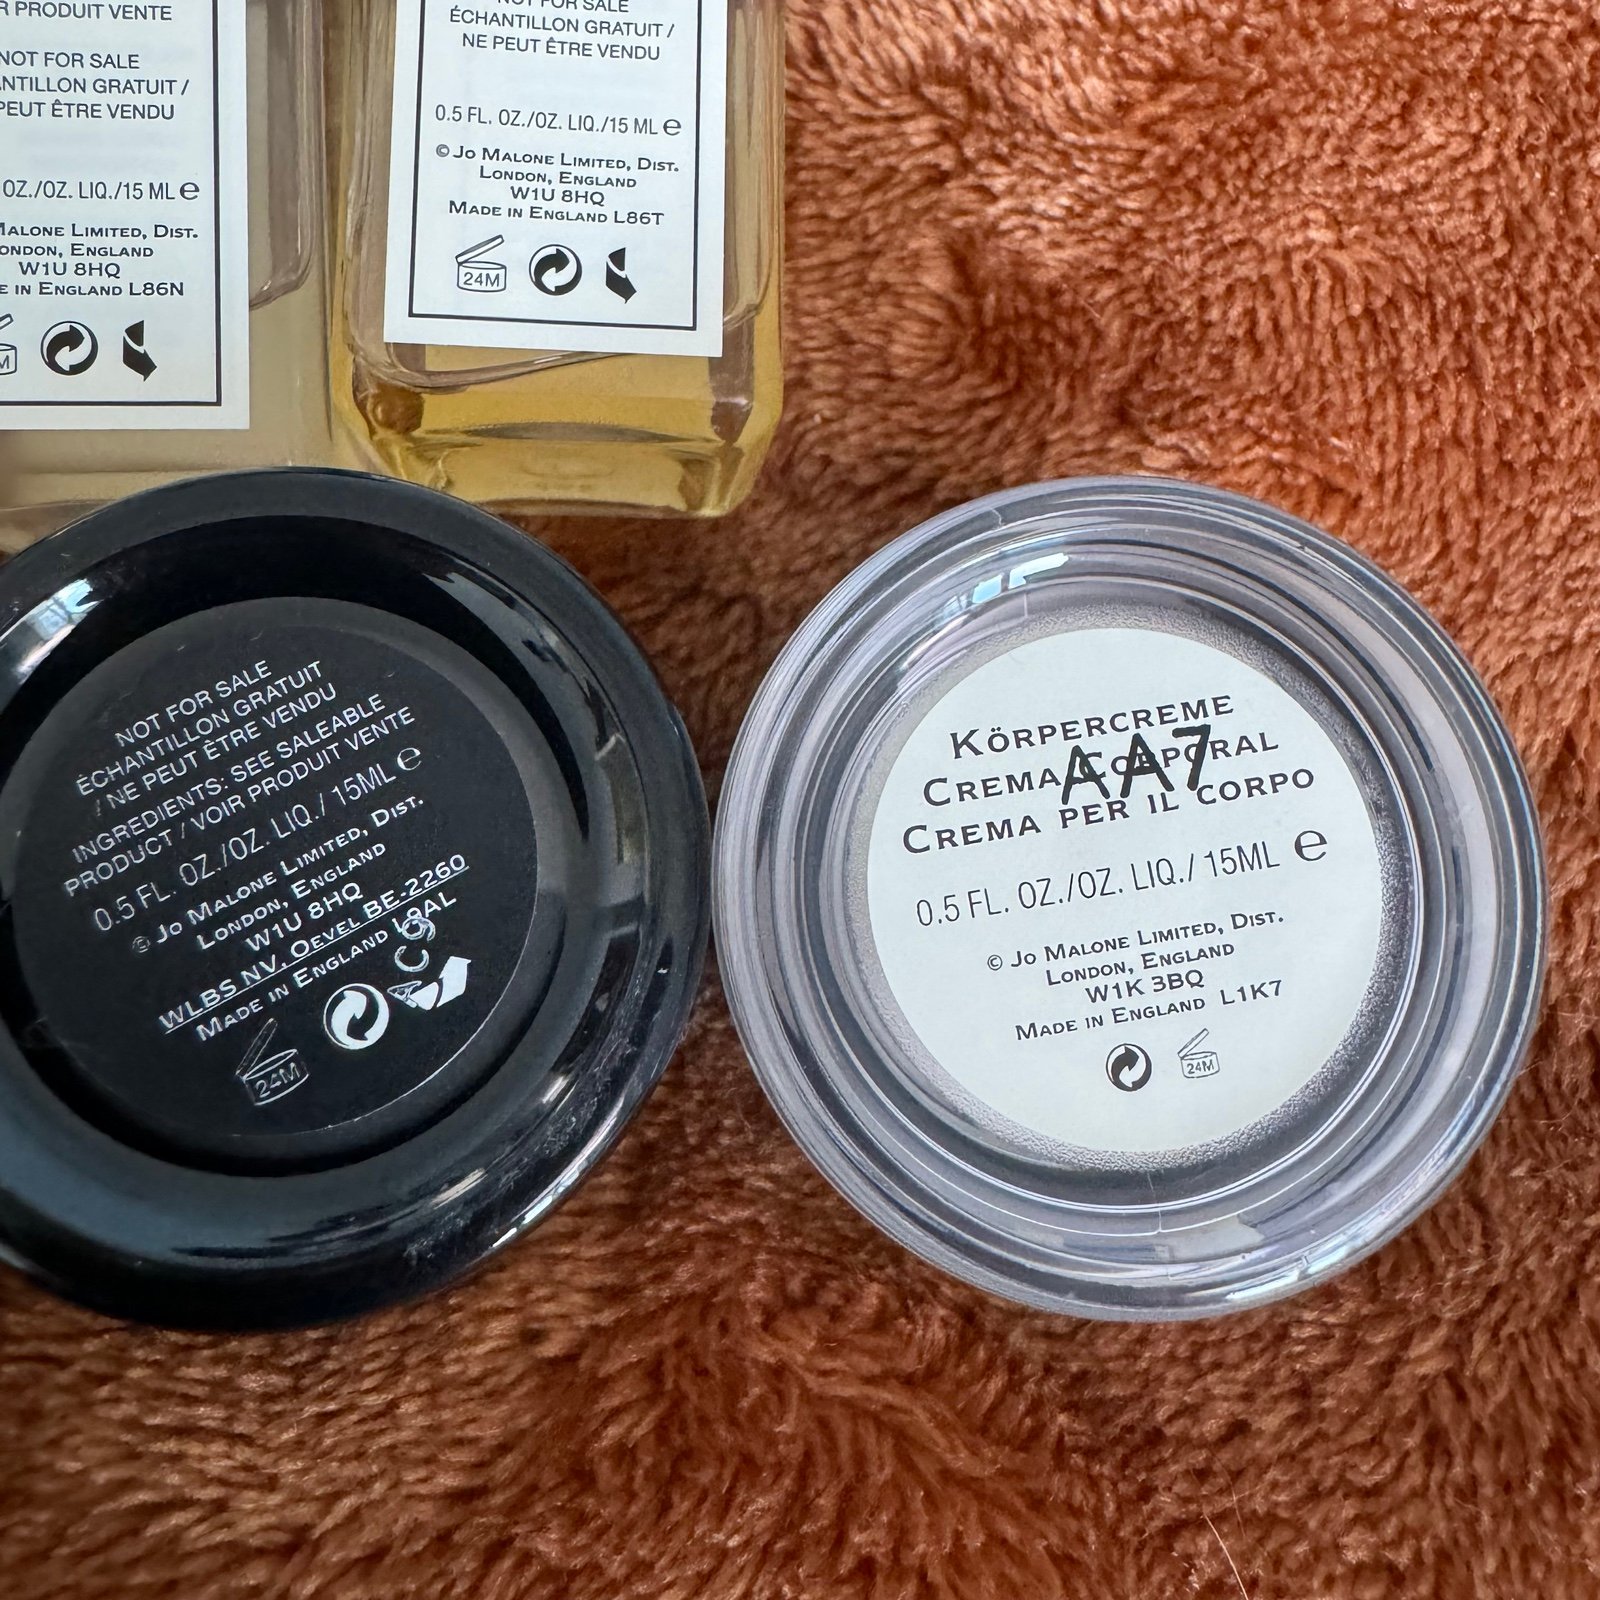 R PRODUIT VENTE
NOT FOR SALE
ANTILLON GRATUIT /
PEUT ÊTRE VENDU
OZ./OZ. LIQ./15 ML e
MALONE LIMITED, DIST.
ONDON, ENGLAND
W1U 8HQ
E IN ENGLAND L86N
M
NOT FOR SALE
ÉCHANTILLON GRATUIT /
NE PEUT ÊTRE VENDU
0.5 FL. OZ./OZ. LIQ./15 ML e
© JO MALONE LIMITED, DIST.
LONDON, ENGLAND
W1U 8HQ
MADE IN ENGLAND L86T
24M
NOT FOR SALE
ÉCHANTILLON GRATUIT
/ NE PEUT ÊTRE VENDU
INGREDIENTS: SEE SALEABLE
PRODUCT / VOIR PRODUIT VENTE
0.5 FL. OZ./OZ. LIQ./ 15ML e
© JO MALONE LIMITED, DIST.
LONDON, ENGLAND
W1U 8HQ
WLBS NV, OEVEL BE-2260
MADE IN ENGLAND
24M
KÖRPERCREME
CREMA CORPORAL
CREMA PER IL CORPO
AA7
0.5 FL. OZ./OZ. LIQ./ 15ML e
© JO MALONE LIMITED, DIST.
LONDON, ENGLAND
W1K 3BQ
MADE IN ENGLAND L1K7
24M